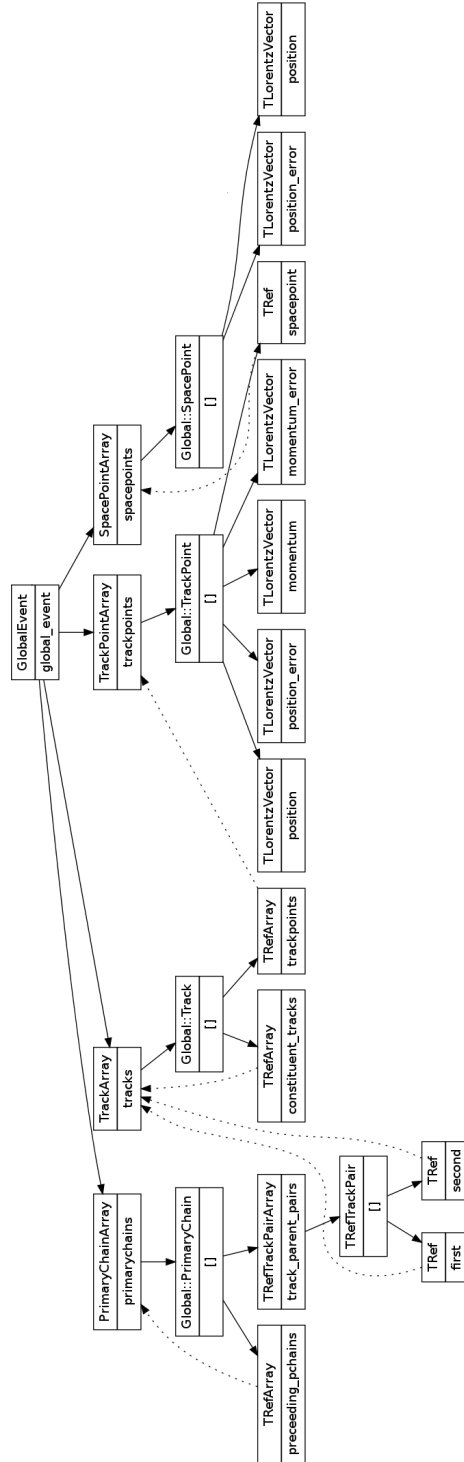 GlobalEvent
global_event
PrimaryChainArray
primarychains
TrackArray
tracks
TrackPointArray
trackpoints
SpacePointArray
spacepoints
Global::PrimaryChain
[]
Global::Track
[]
Global::TrackPoint
[]
Global::SpacePoint
[]
TRefArray
preceeding_pchains
TRefTrackPairArray
track_parent_pairs
TRefArray
constituent_tracks
TRefArray
trackpoints
TLorentzVector
position
TLorentzVector
position_error
TLorentzVector
momentum
TLorentzVector
momentum_error
TRef
spacepoint
TLorentzVector
position_error
TLorentzVector
position
TRefTrackPair
[]
TRef
first
TRef
second